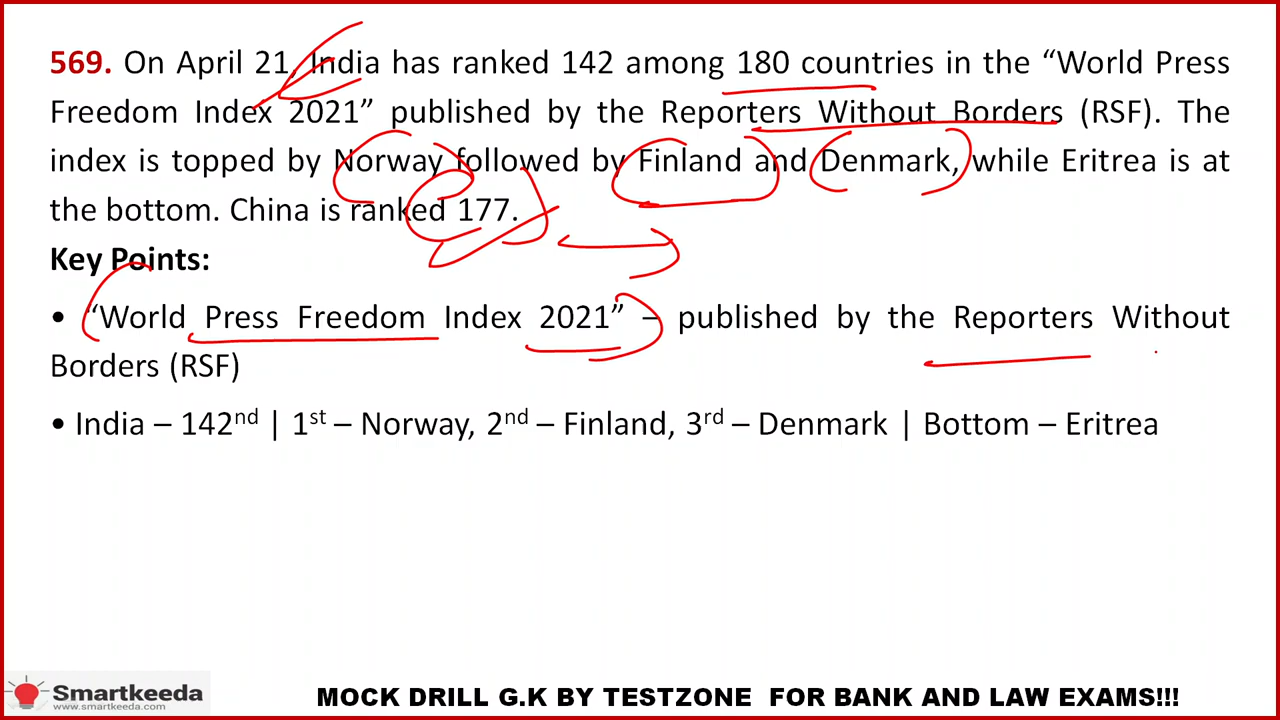 569. On April 21, India has ranked 142 among 180 countries in the “World Press
Freedom Index 2021” published by the Reporters Without Borders (RSF). The
index is topped by Norway followed by Finland and Denmark, while Eritrea is at
the bottom. China is ranked 177.
Key Points:
• “World Press Freedom Index 2021” – published by the Reporters Without
Borders (RSF)
• India – 142nd | 1st – Norway, 2nd – Finland, 3rd – Denmark | Bottom – Eritrea
Smartkeeda
www.smartkeeda.com
MOCK DRILL G.K BY TESTZONE FOR BANK AND LAW EXAMS!!!